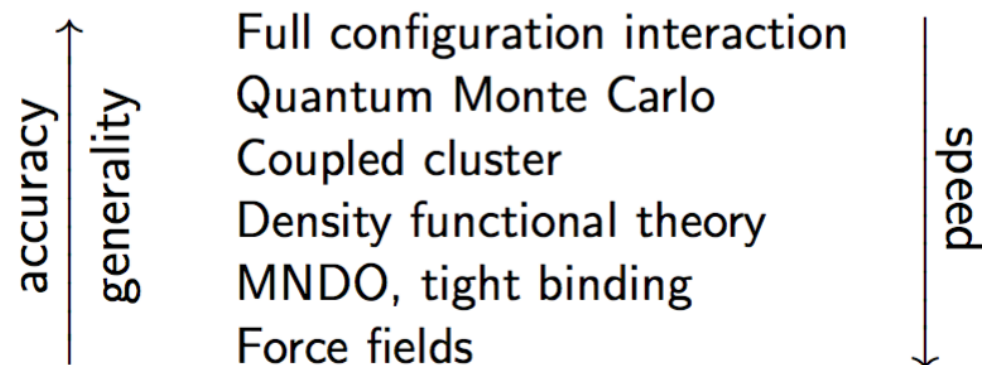 accuracy
generality
Full configuration interaction
Quantum Monte Carlo
Coupled cluster
Density functional theory
MNDO, tight binding
Force fields
speed